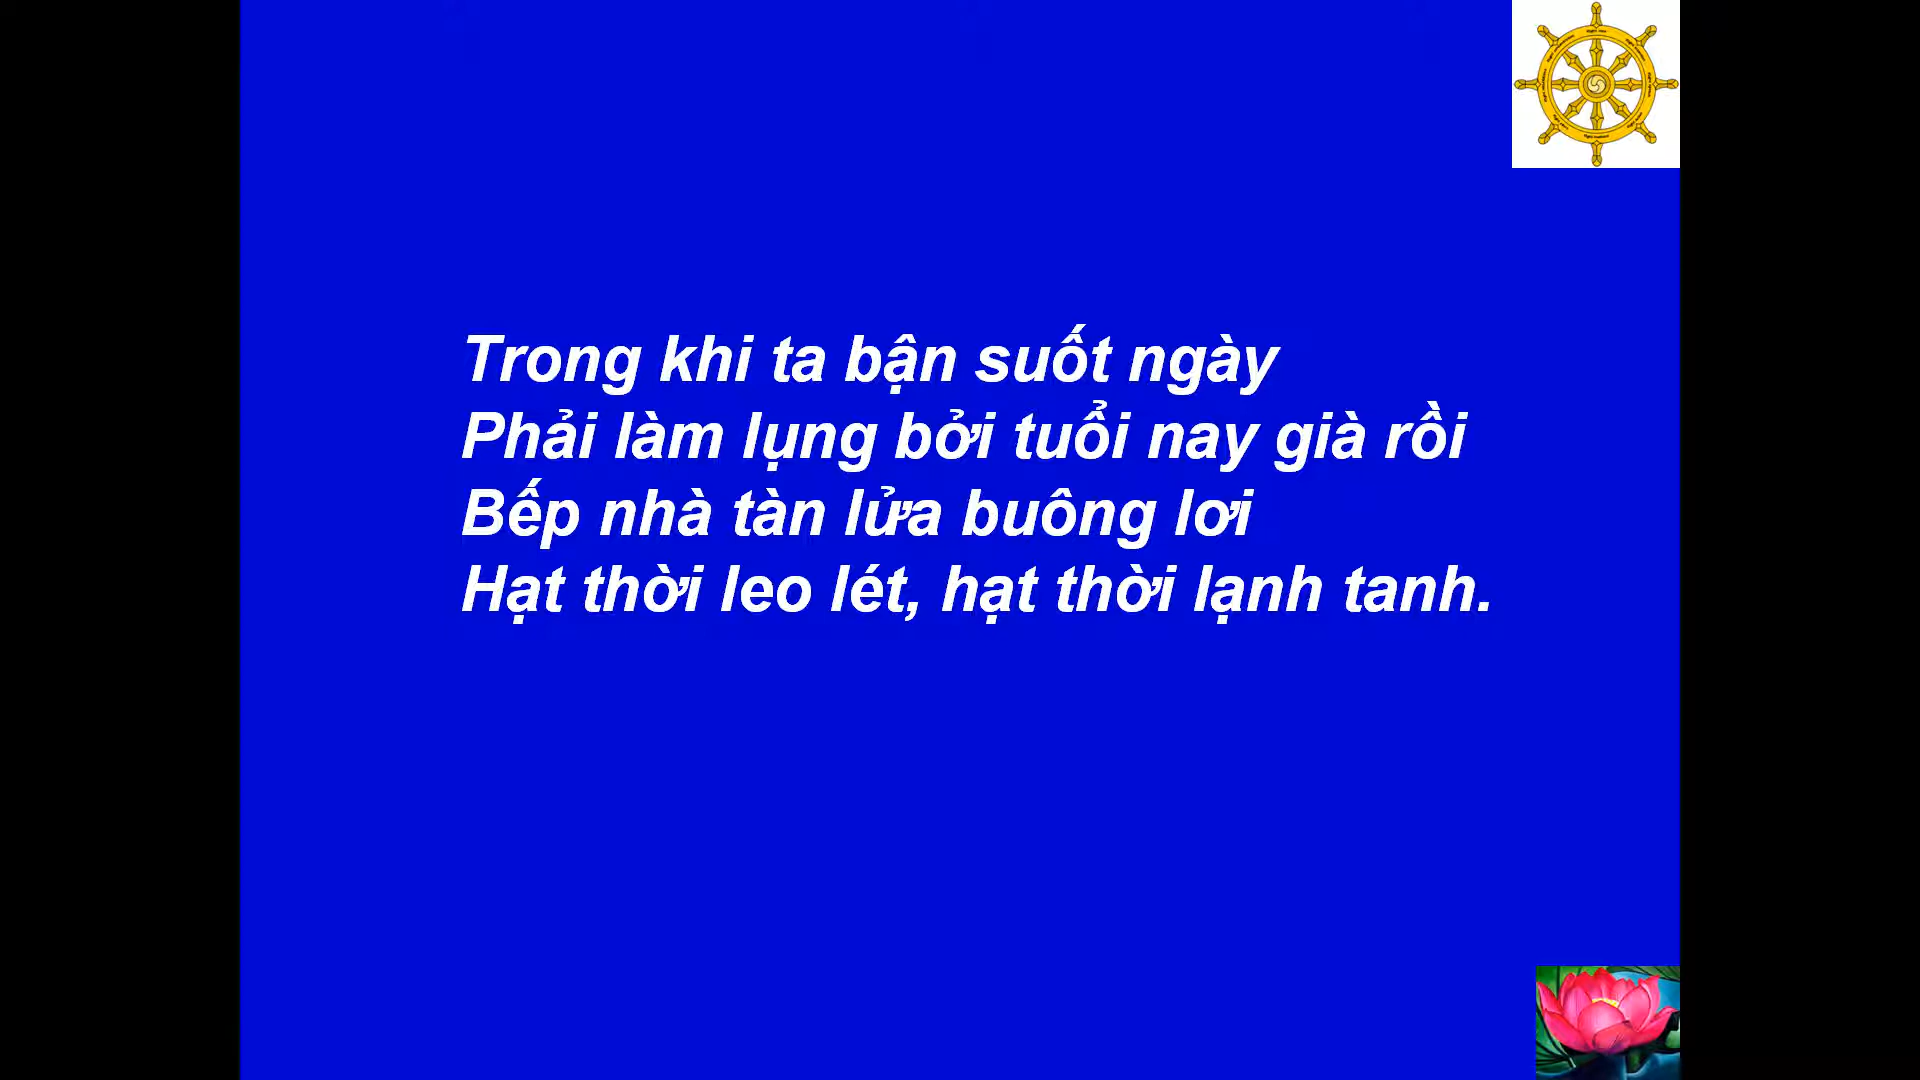 Trong khi ta bận suốt ngày
Phải làm lụng bởi tuổi nay già rồi
Bếp nhà tàn lửa buông lơi
Hạt thời leo lét, hạt thời lạnh tanh.